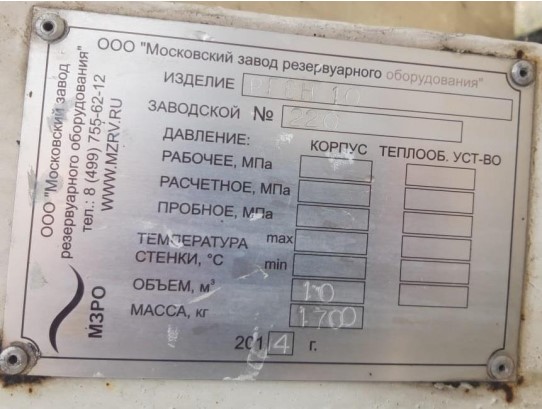 ООО "Московский завод резервуарного оборудования"
ИЗДЕЛИЕ
ЗАВОДСКОЙ № 220
ДАВЛЕНИЕ: КОРПУС ТЕПЛООБ. УСТ-ВО
РАБОЧЕЕ, МПа
РАСЧЕТНОЕ, МПа
ПРОБНОЕ, МПа
ТЕМПЕРАТУРА max
СТЕНКИ, °С min
ОБЪЕМ, м³ 10
МАССА, кг 1700
2014 г.
ООО "Московский завод
резервуарного оборудования"
тел.: 8 (499) 755-62-12
WWW.MZRV.RU
МЗРО